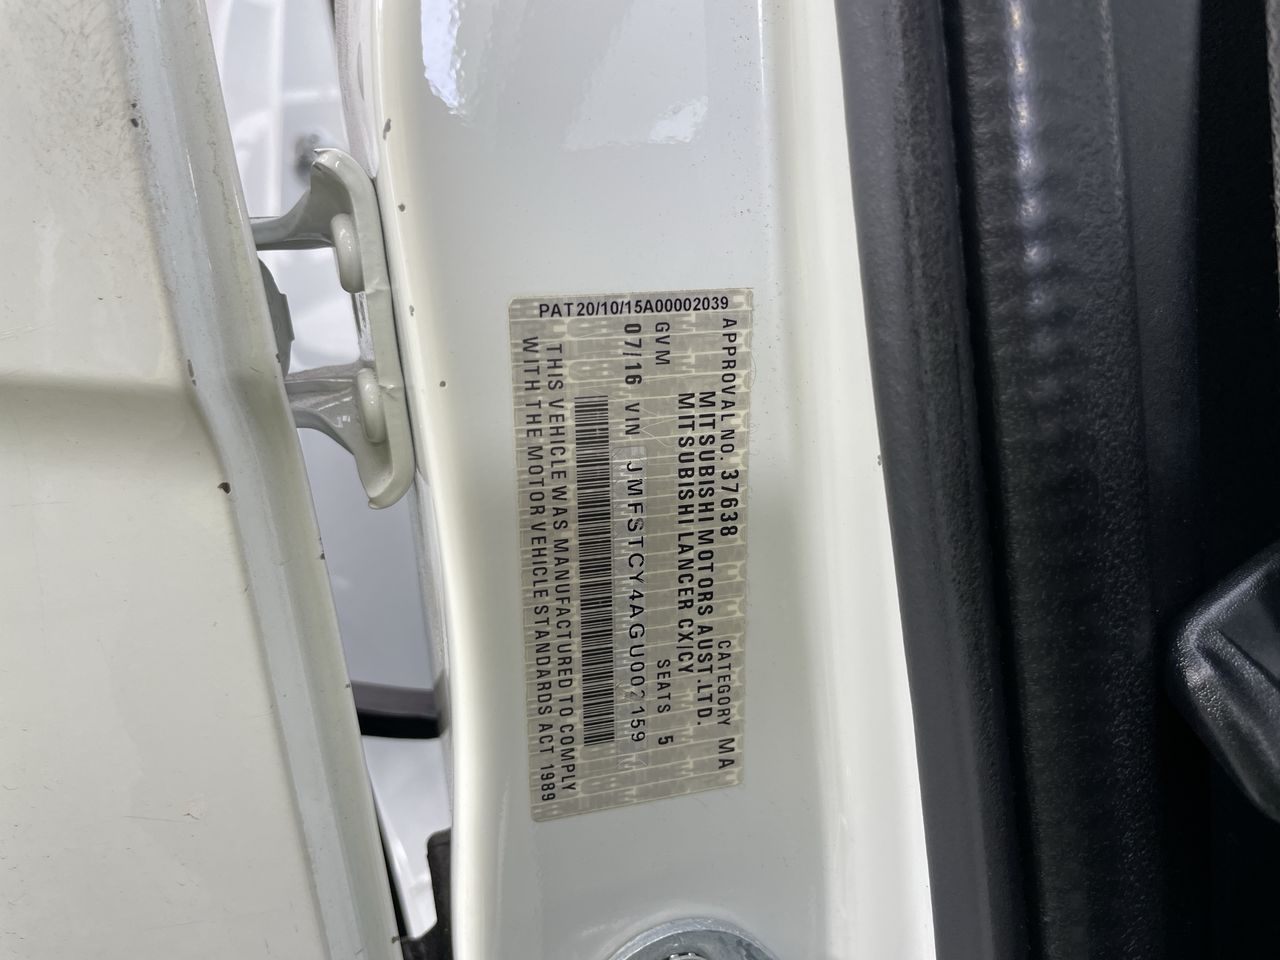 PAT20/10/15A00002039
APPROVAL NO. 37638 CATEGORY MA
MITSUBISHI MOTORS AUST.LTD.
MITSUBISHI LANCER CX/CY
GVM SEATS 5
07/16 VIN JMFSTCY4AGU002159
THIS VEHICLE WAS MANUFACTURED TO COMPLY
WITH THE MOTOR VEHICLE STANDARDS ACT 1989